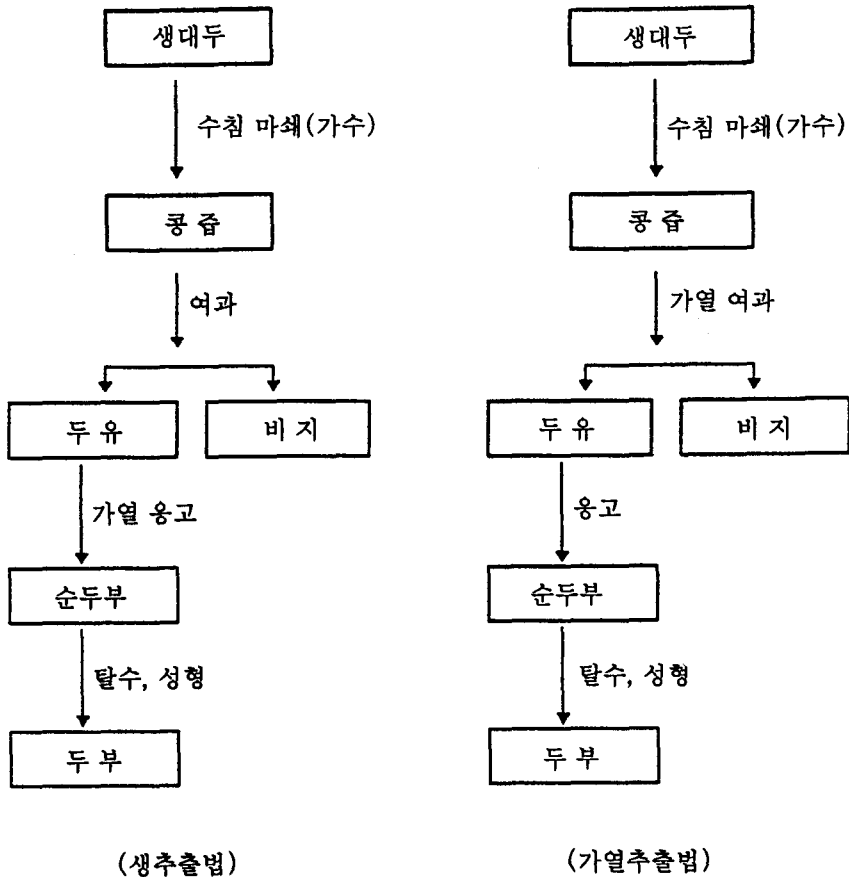 생대두
수침 마쇄(가수)
콩 즙
여과
두 유
비 지
가열 응고
순두부
탈수, 성형
두 부
(생추출법)
생대두
수침 마쇄(가수)
콩 즙
가열 여과
두 유
비 지
응고
순두부
탈수, 성형
두 부
(가열추출법)